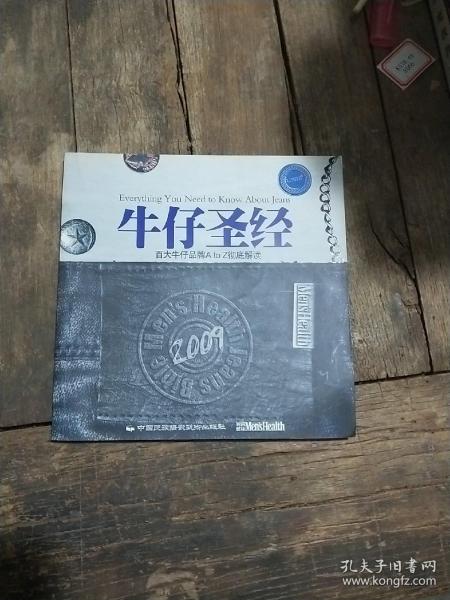 Everything You Need to Know About Jeans
牛仔圣经
百大牛仔品牌A to Z彻底解读
Men'sHealth
Men's Health Jeans Bible
2009
中国民族摄影艺术出版社
Men'sHealth
孔夫子旧书网
www.kongfz.com